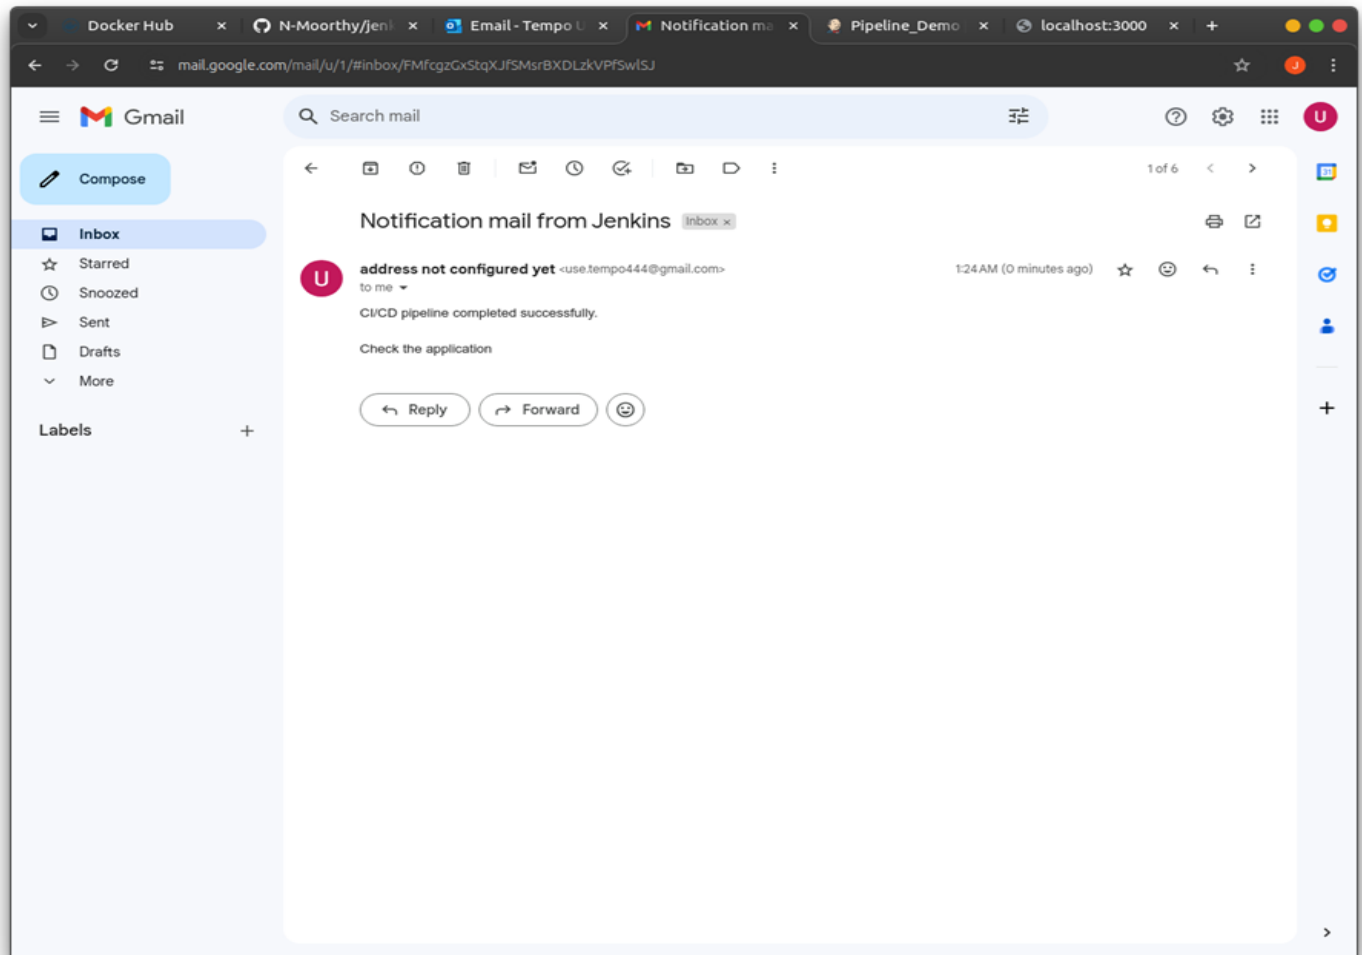 Docker Hub
N-Moorthy/jen
Email - Tempo U
Notification ma
Pipeline_Demo
localhost:3000
mail.google.com/mail/u/1/#inbox/FMfcgzGxStqXJfSMsrBXDLzkVPfSwlSJ
J
Gmail
Search mail
U
Compose
1 of 6
31
Notification mail from Jenkins Inbox ×
Inbox
Starred
U
address not configured yet <use.tempo444@gmail.com>
1:24 AM (0 minutes ago)
to me
Snoozed
CI/CD pipeline completed successfully.
Sent
Check the application
Drafts
More
Reply
Forward
Labels